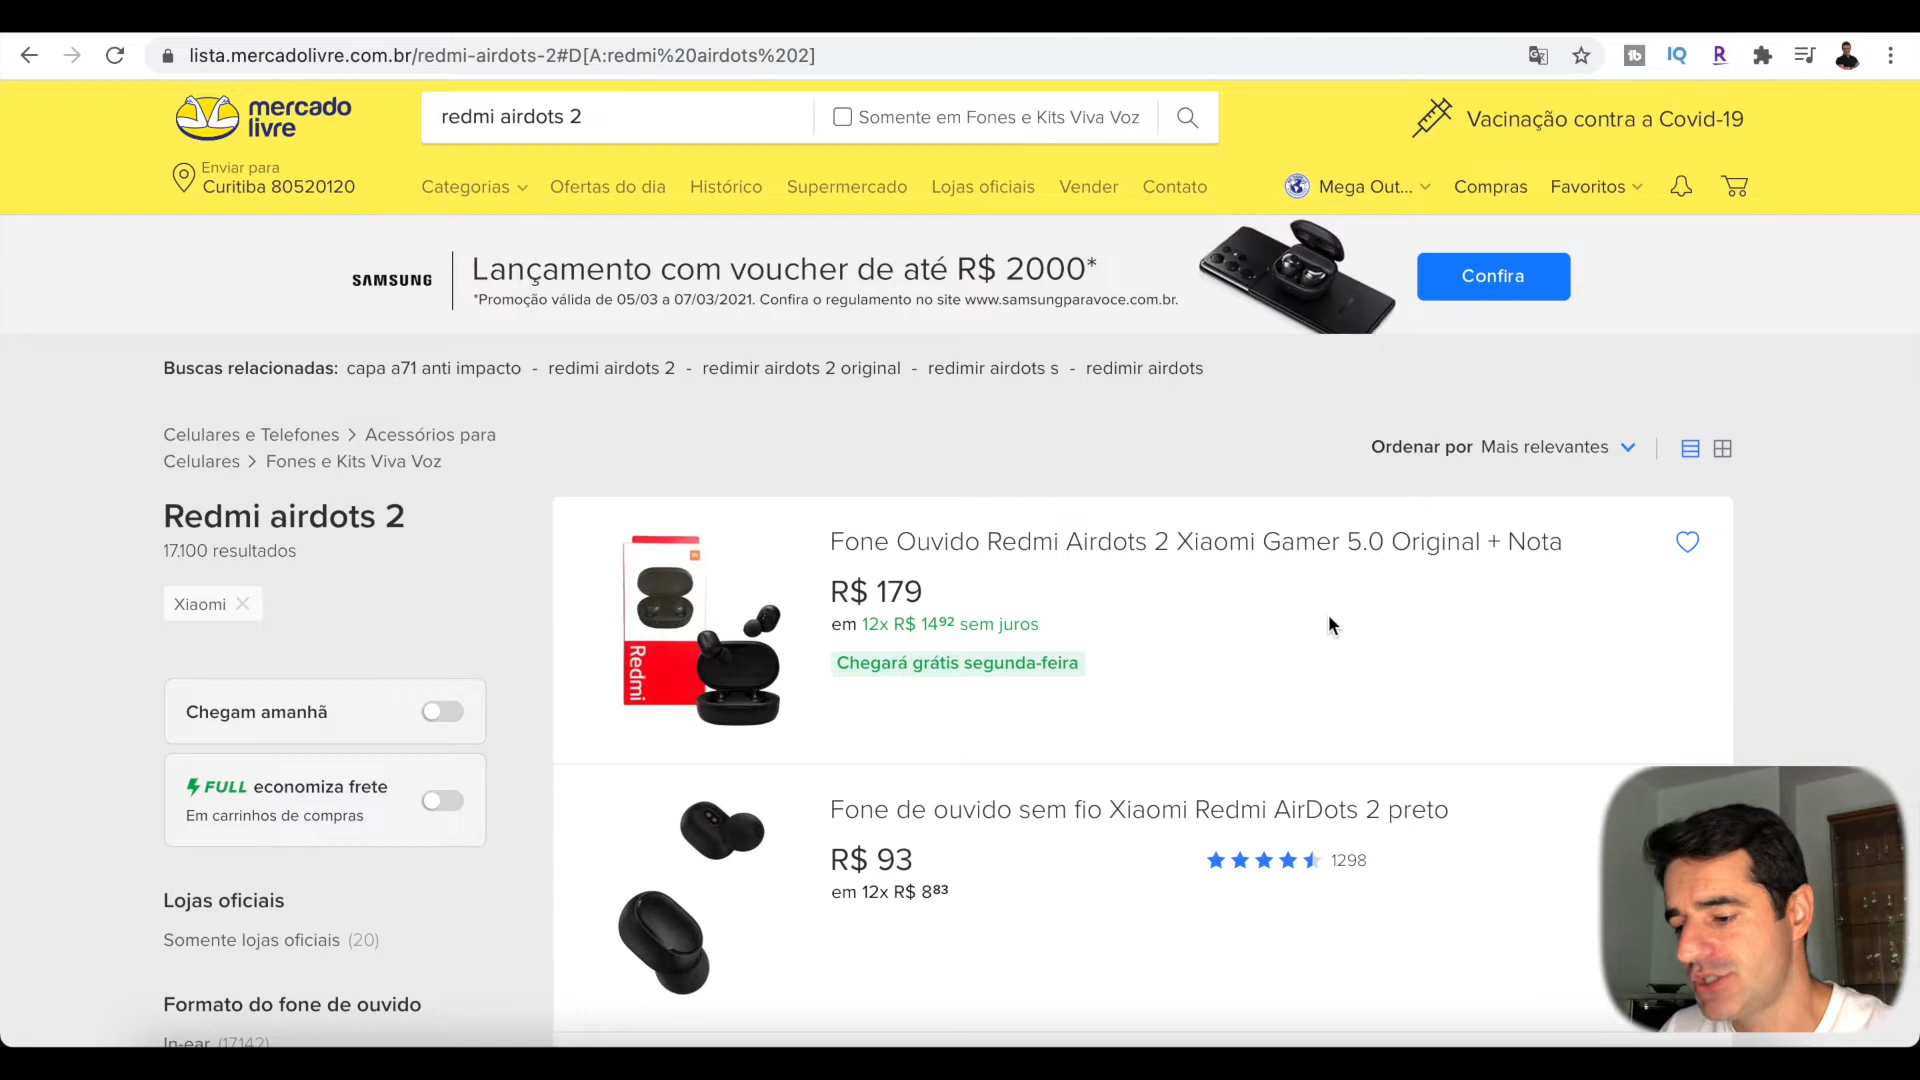 lista.mercadolivre.com.br/redmi-airdots-2#D[A:redmi%20airdots%202]
tb
IQ
R
mercado
livre
redmi airdots 2
Somente em Fones e Kits Viva Voz
Vacinação contra a Covid-19
Enviar para
Curitiba 80520120
Categorias
Ofertas do dia
Histórico
Supermercado
Lojas oficiais
Vender
Contato
Mega Out...
Compras
Favoritos
SAMSUNG
Lançamento com voucher de até R$ 2000*
*Promoção válida de 05/03 a 07/03/2021. Confira o regulamento no site www.samsungparavoce.com.br.
Confira
Buscas relacionadas: capa a71 anti impacto - redimi airdots 2 - redimir airdots 2 original - redimir airdots s - redimir airdots
Celulares e Telefones > Acessórios para
Celulares > Fones e Kits Viva Voz
Ordenar por Mais relevantes
Redmi airdots 2
17.100 resultados
Xiaomi
Chegam amanhã
FULL economiza frete
Em carrinhos de compras
Lojas oficiais
Somente lojas oficiais (20)
Formato do fone de ouvido
In-ear (17142)
Redmi
Fone Ouvido Redmi Airdots 2 Xiaomi Gamer 5.0 Original + Nota
R$ 179
em 12x R$ 14⁹² sem juros
Chegará grátis segunda-feira
Fone de ouvido sem fio Xiaomi Redmi AirDots 2 preto
R$ 93
1298
em 12x R$ 8⁸³